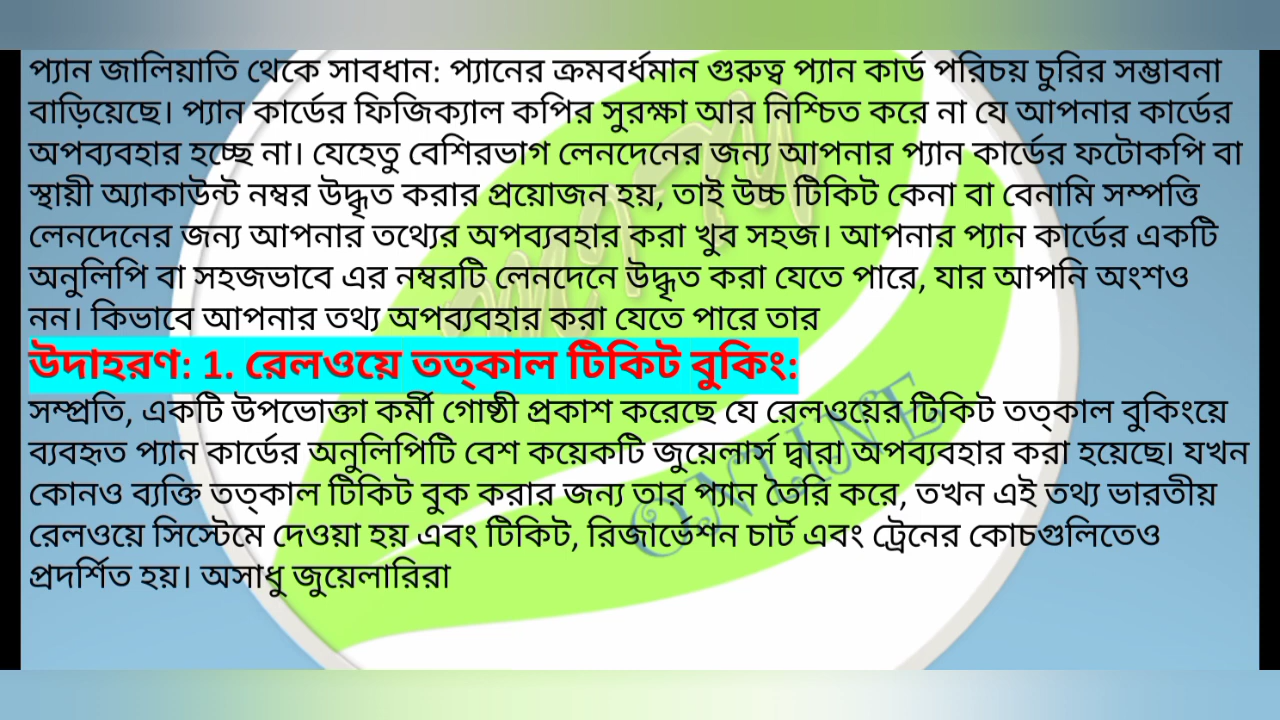 প্যান জালিয়াতি থেকে সাবধান: প্যানের ক্রমবর্ধমান গুরুত্ব প্যান কার্ড পরিচয় চুরির সম্ভাবনা
বাড়িয়েছে। প্যান কার্ডের ফিজিক্যাল কপির সুরক্ষা আর নিশ্চিত করে না যে আপনার কার্ডের
অপব্যবহার হচ্ছে না। যেহেতু বেশিরভাগ লেনদেনের জন্য আপনার প্যান কার্ডের ফটোকপি বা
স্থায়ী অ্যাকাউন্ট নম্বর উদ্ধৃত করার প্রয়োজন হয়, তাই উচ্চ টিকিট কেনা বা বেনামি সম্পত্তি
লেনদেনের জন্য আপনার তথ্যের অপব্যবহার করা খুব সহজ। আপনার প্যান কার্ডের একটি
অনুলিপি বা সহজভাবে এর নম্বরটি লেনদেনে উদ্ধৃত করা যেতে পারে, যার আপনি অংশও
নন। কিভাবে আপনার তথ্য অপব্যবহার করা যেতে পারে তার
উদাহরণ: 1. রেলওয়ে তত্কাল টিকিট বুকিং:
সম্প্রতি, একটি উপভোক্তা কর্মী গোষ্ঠী প্রকাশ করেছে যে রেলওয়ের টিকিট তত্কাল বুকিংয়ে
ব্যবহৃত প্যান কার্ডের অনুলিপিটি বেশ কয়েকটি জুয়েলার্স দ্বারা অপব্যবহার করা হয়েছে৷ যখন
কোনও ব্যক্তি তত্কাল টিকিট বুক করার জন্য তার প্যান তৈরি করে, তখন এই তথ্য ভারতীয়
রেলওয়ে সিস্টেমে দেওয়া হয় এবং টিকিট, রিজার্ভেশন চার্ট এবং ট্রেনের কোচগুলিতেও
প্রদর্শিত হয়। অসাধু জুয়েলারিরা
ONLINE